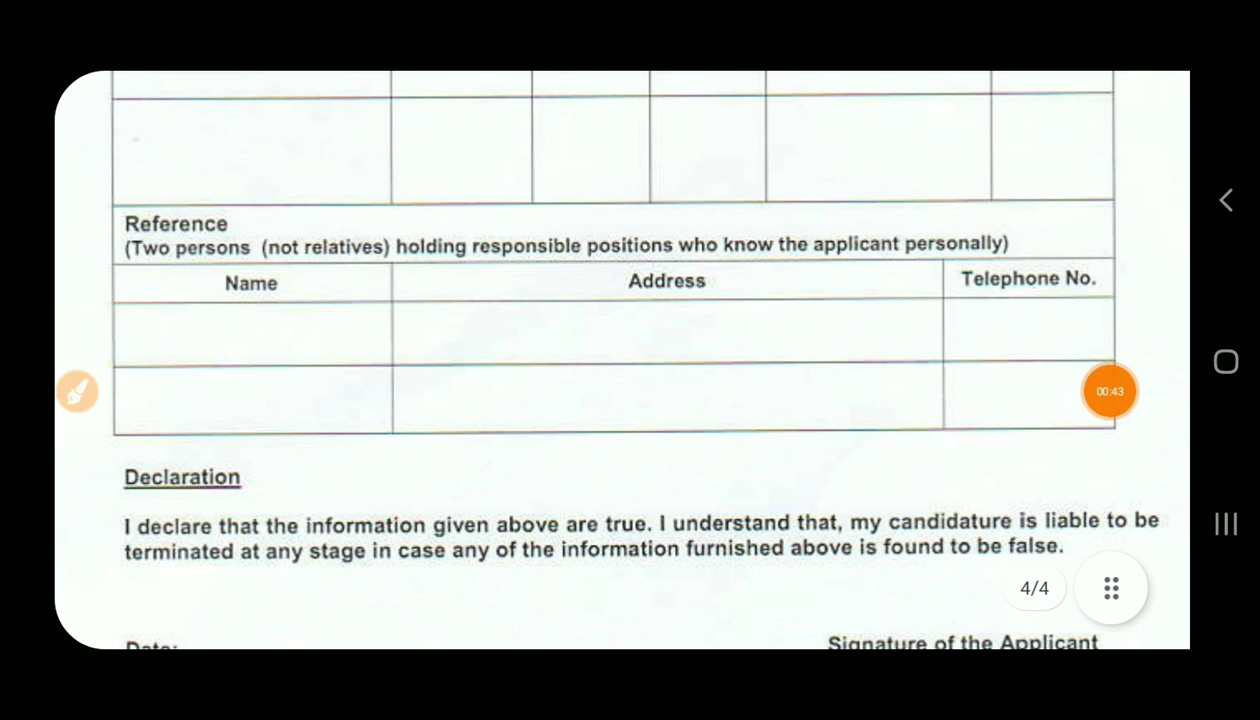 Reference
(Two persons (not relatives) holding responsible positions who know the applicant personally)
Name Address Telephone No.
00:43
Declaration
I declare that the information given above are true. I understand that, my candidature is liable to be
terminated at any stage in case any of the information furnished above is found to be false.
4/4
Date: Signature of the Applicant